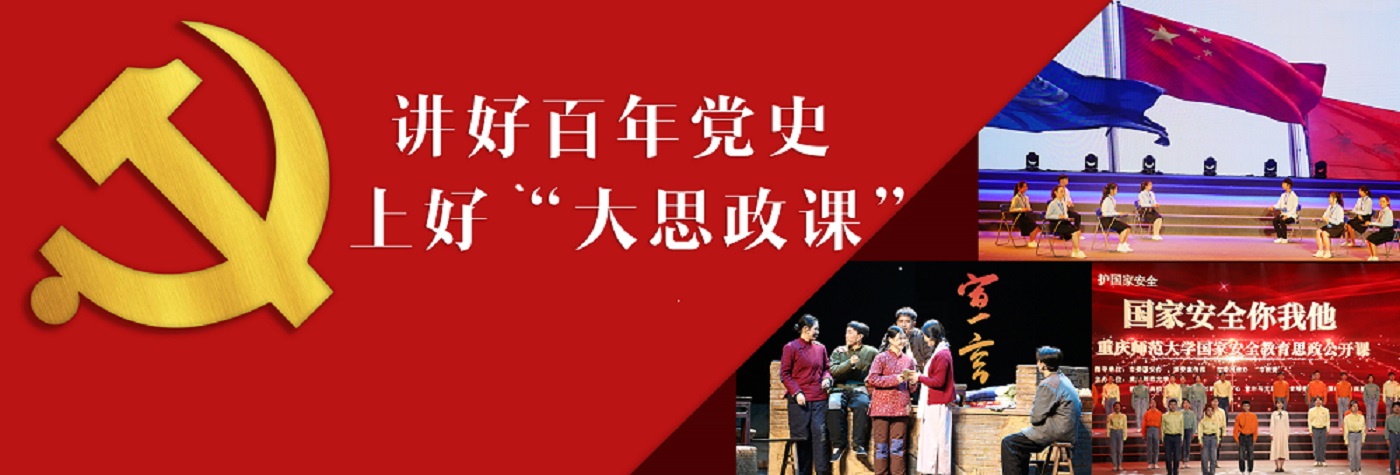 讲好百年党史
上好“大思政课”
宣言
护国家安全
国家安全你我他
重庆师范大学国家安全教育思政公开课